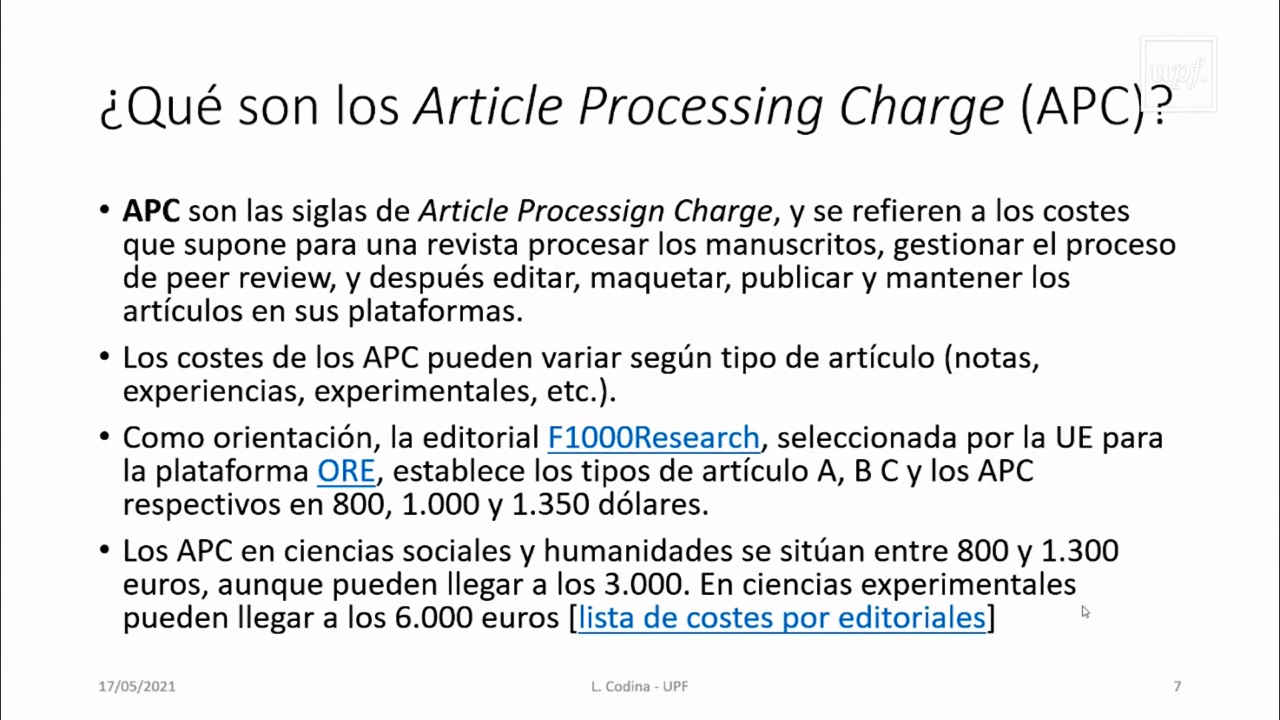 upf.
¿Qué son los Article Processing Charge (APC)?
• APC son las siglas de Article Processign Charge, y se refieren a los costes
que supone para una revista procesar los manuscritos, gestionar el proceso
de peer review, y después editar, maquetar, publicar y mantener los
artículos en sus plataformas.
• Los costes de los APC pueden variar según tipo de artículo (notas,
experiencias, experimentales, etc.).
• Como orientación, la editorial F1000Research, seleccionada por la UE para
la plataforma ORE, establece los tipos de artículo A, B C y los APC
respectivos en 800, 1.000 y 1.350 dólares.
• Los APC en ciencias sociales y humanidades se sitúan entre 800 y 1.300
euros, aunque pueden llegar a los 3.000. En ciencias experimentales
pueden llegar a los 6.000 euros [lista de costes por editoriales]
17/05/2021 L. Codina - UPF 7